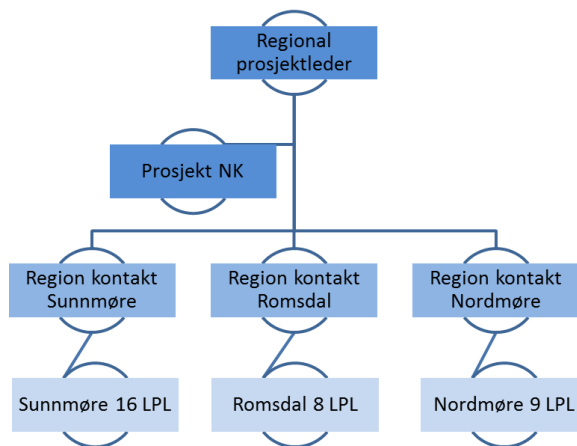 Regional
prosjektleder
Prosjekt NK
Region kontakt
Sunnmøre
Region kontakt
Romsdal
Region kontakt
Nordmøre
Sunnmøre 16 LPL
Romsdal 8 LPL
Nordmøre 9 LPL